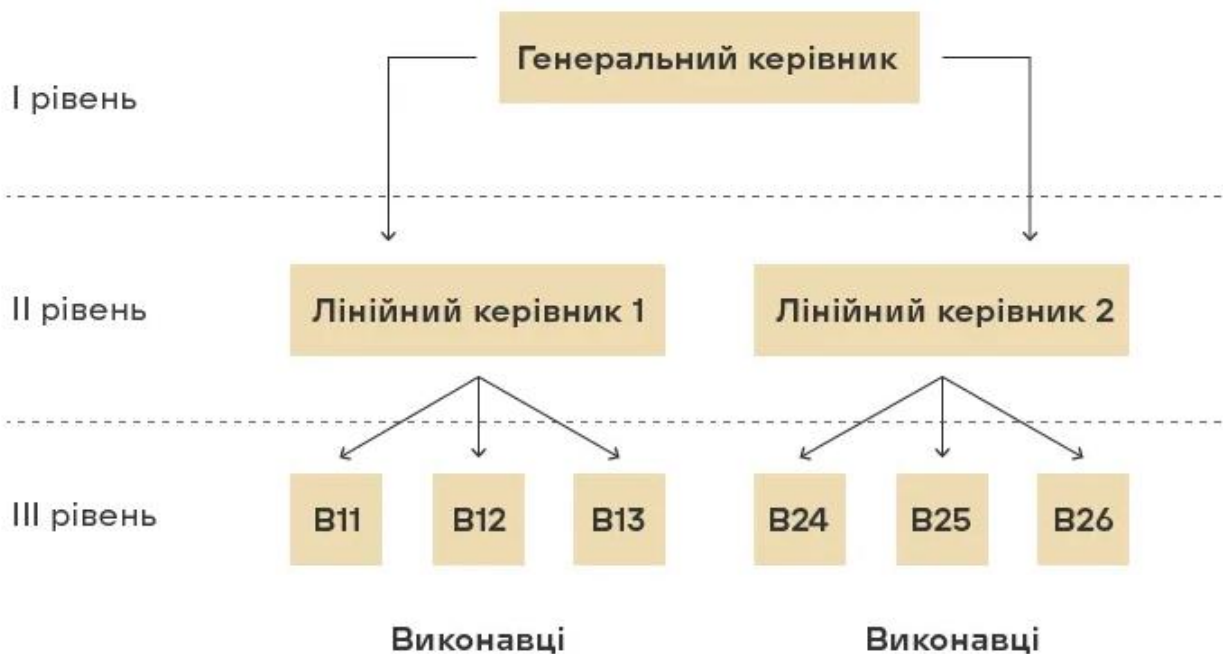 Генеральний керівник
І рівень
ІІ рівень
Лінійний керівник 1
Лінійний керівник 2
ІІІ рівень
В11
В12
В13
В24
В25
В26
Виконавці
Виконавці